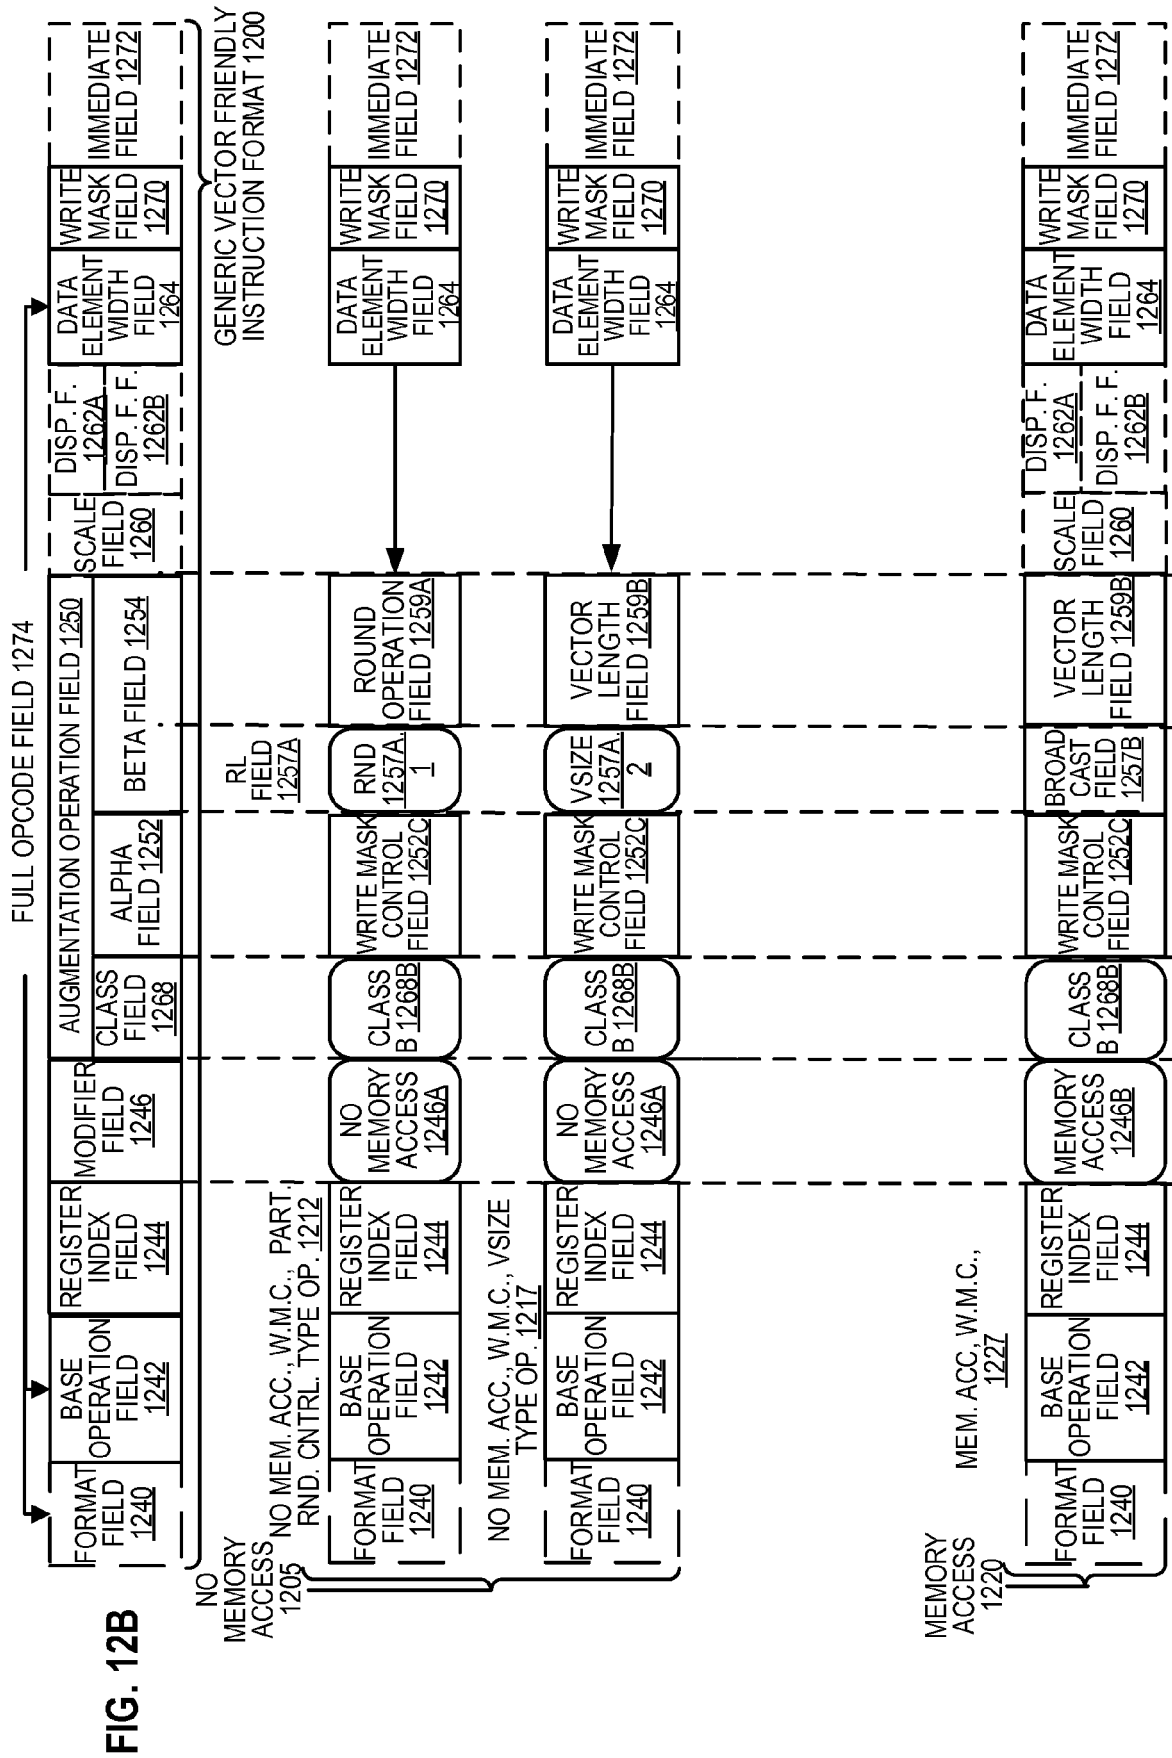 FIG. 12B
FULL OPCODE FIELD 1274
FORMAT
FIELD
1240
BASE
OPERATION
FIELD
1242
REGISTER
INDEX
FIELD
1244
MODIFIER
FIELD
1246
AUGMENTATION OPERATION FIELD 1250
CLASS
FIELD
1268
ALPHA
FIELD 1252
BETA FIELD 1254
SCALE
FIELD
1260
DISP. F.
1262A
DISP. F. F.
1262B
DATA
ELEMENT
WIDTH
FIELD
1264
WRITE
MASK
FIELD
1270
IMMEDIATE
FIELD 1272
GENERIC VECTOR FRIENDLY
INSTRUCTION FORMAT 1200
NO
MEMORY
ACCESS
1205
NO MEM. ACC., W.M.C., PART.
RND. CNTRL. TYPE OP. 1212
RL
FIELD
1257A
FORMAT
FIELD
1240
BASE
OPERATION
FIELD
1242
REGISTER
INDEX
FIELD
1244
NO
MEMORY
ACCESS
1246A
CLASS
B 1268B
WRITE MASK
CONTROL
FIELD 1252C
RND
1257A.
1
ROUND
OPERATION
FIELD 1259A
DATA
ELEMENT
WIDTH
FIELD
1264
WRITE
MASK
FIELD
1270
IMMEDIATE
FIELD 1272
NO MEM. ACC., W.M.C., VSIZE
TYPE OP. 1217
FORMAT
FIELD
1240
BASE
OPERATION
FIELD
1242
REGISTER
INDEX
FIELD
1244
NO
MEMORY
ACCESS
1246A
CLASS
B 1268B
WRITE MASK
CONTROL
FIELD 1252C
VSIZE
1257A.
2
VECTOR
LENGTH
FIELD 1259B
DATA
ELEMENT
WIDTH
FIELD
1264
WRITE
MASK
FIELD
1270
IMMEDIATE
FIELD 1272
MEMORY
ACCESS
1220
MEM. ACC, W.M.C.,
1227
FORMAT
FIELD
1240
BASE
OPERATION
FIELD
1242
REGISTER
INDEX
FIELD
1244
MEMORY
ACCESS
1246B
CLASS
B 1268B
WRITE MASK
CONTROL
FIELD 1252C
BROAD
CAST
FIELD
1257B
VECTOR
LENGTH
FIELD 1259B
SCALE
FIELD
1260
DISP. F.
1262A
DISP. F. F.
1262B
DATA
ELEMENT
WIDTH
FIELD
1264
WRITE
MASK
FIELD
1270
IMMEDIATE
FIELD 1272